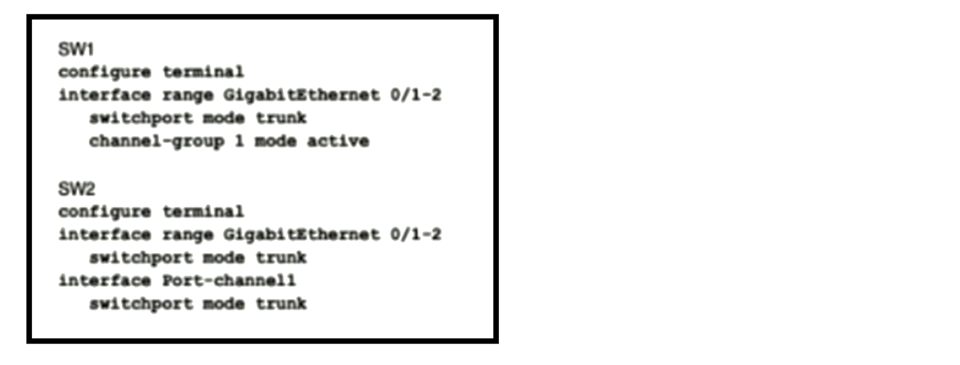 SW1
configure terminal
interface range GigabitEthernet 0/1-2
switchport mode trunk
channel-group 1 mode active
SW2
configure terminal
interface range GigabitEthernet 0/1-2
switchport mode trunk
interface Port-channel1
switchport mode trunk